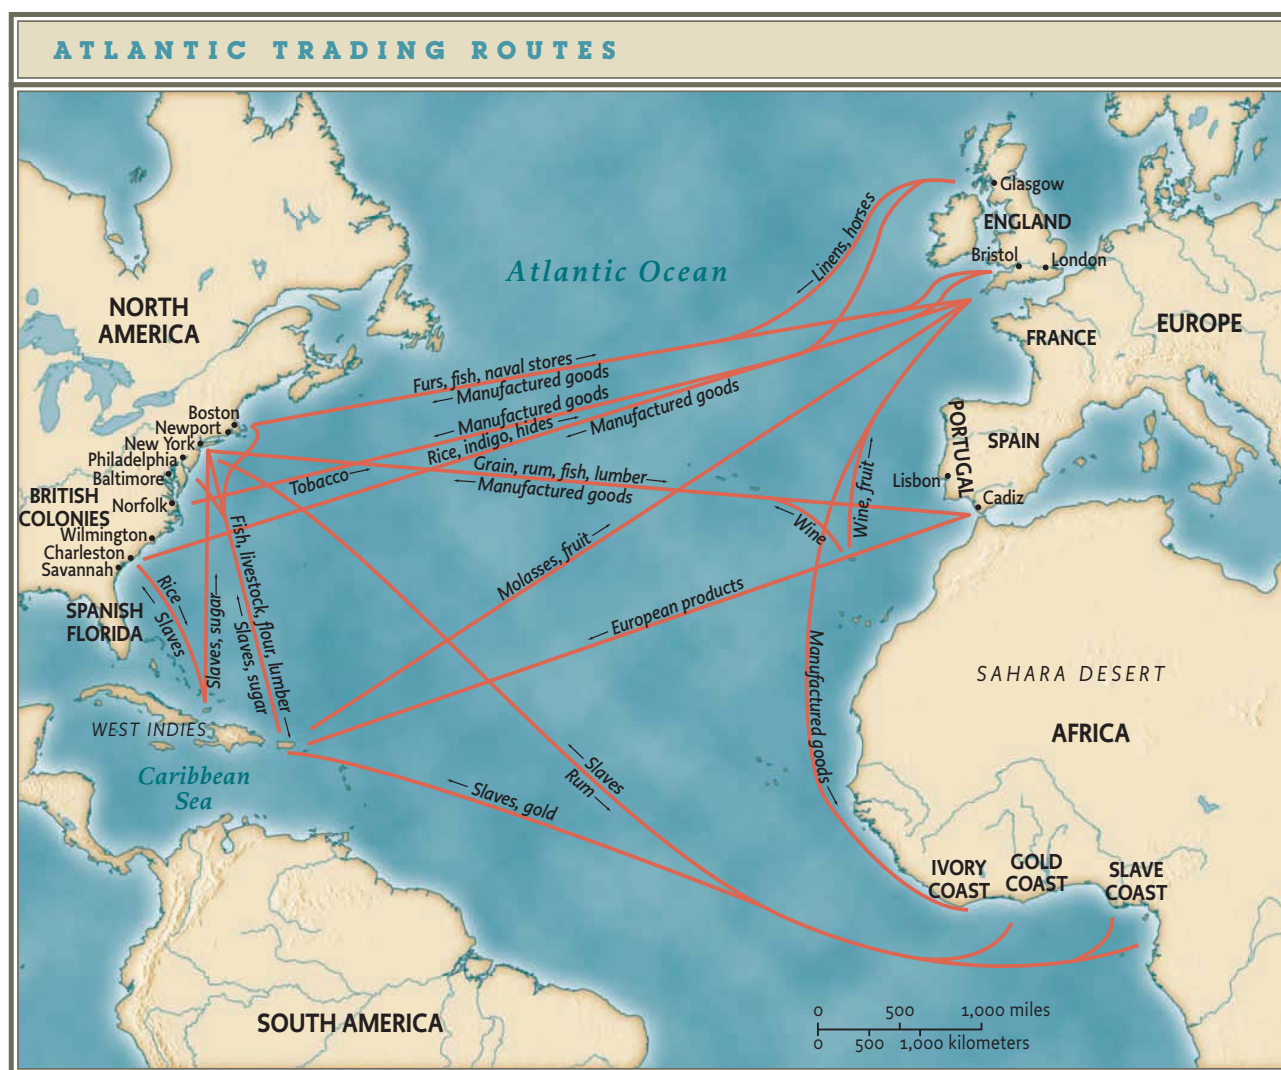 ATLANTIC TRADING ROUTES
Glasgow
ENGLAND
Bristol
London
Linens, horses
Atlantic Ocean
NORTH
AMERICA
EUROPE
FRANCE
Furs, fish, naval stores
Manufactured goods
Manufactured goods
Rice, indigo, hides
Manufactured goods
Boston
Newport
New York
Philadelphia
Baltimore
BRITISH
COLONIES
Norfolk
Wilmington
Charleston
Savannah
Tobacco
Grain, rum, fish, lumber
Manufactured goods
PORTUGAL
SPAIN
Lisbon
Cadiz
Wine
Wine, fruit
SPANISH
FLORIDA
Rice
Slaves
Slaves, sugar
Fish, livestock, flour, lumber
Slaves, sugar
Molasses, fruit
European products
Manufactured goods
SAHARA DESERT
AFRICA
WEST INDIES
Caribbean
Sea
Slaves
Rum
Slaves, gold
IVORY
COAST
GOLD
COAST
SLAVE
COAST
SOUTH AMERICA
0 500 1,000 miles
0 500 1,000 kilometers